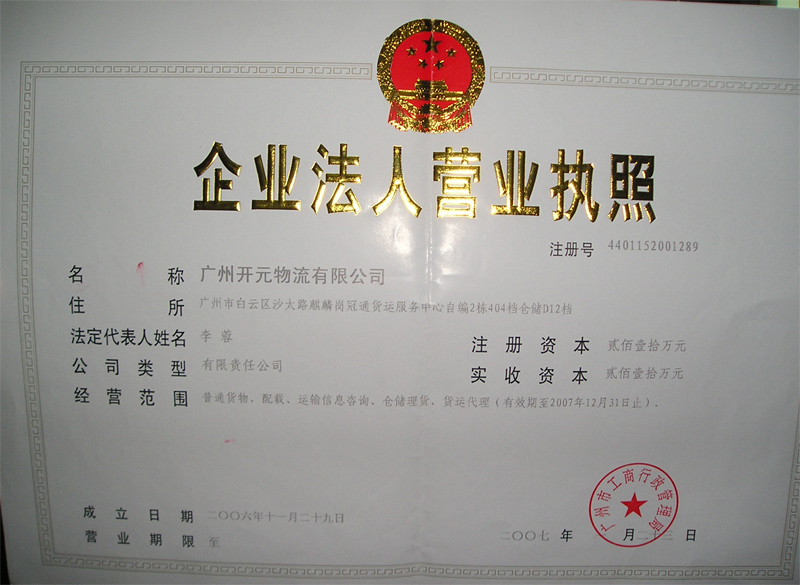 企业法人营业执照
注册号 4401152001289
名称 广州开元物流有限公司
住所 广州市白云区沙太路麒麟岗冠通货运服务中心自编2栋404档仓储D12档
法定代表人姓名 李蓉
注册资本 贰佰壹拾万元
公司类型 有限责任公司
实收资本 贰佰壹拾万元
经营范围 普通货物、配载、运输信息咨询、仓储理货、货运代理（有效期至2007年12月31日止）。
广州市工商行政管理局
成立日期 二〇〇六年十一月二十九日
营业期限 至
二〇〇七 年 月二十三 日